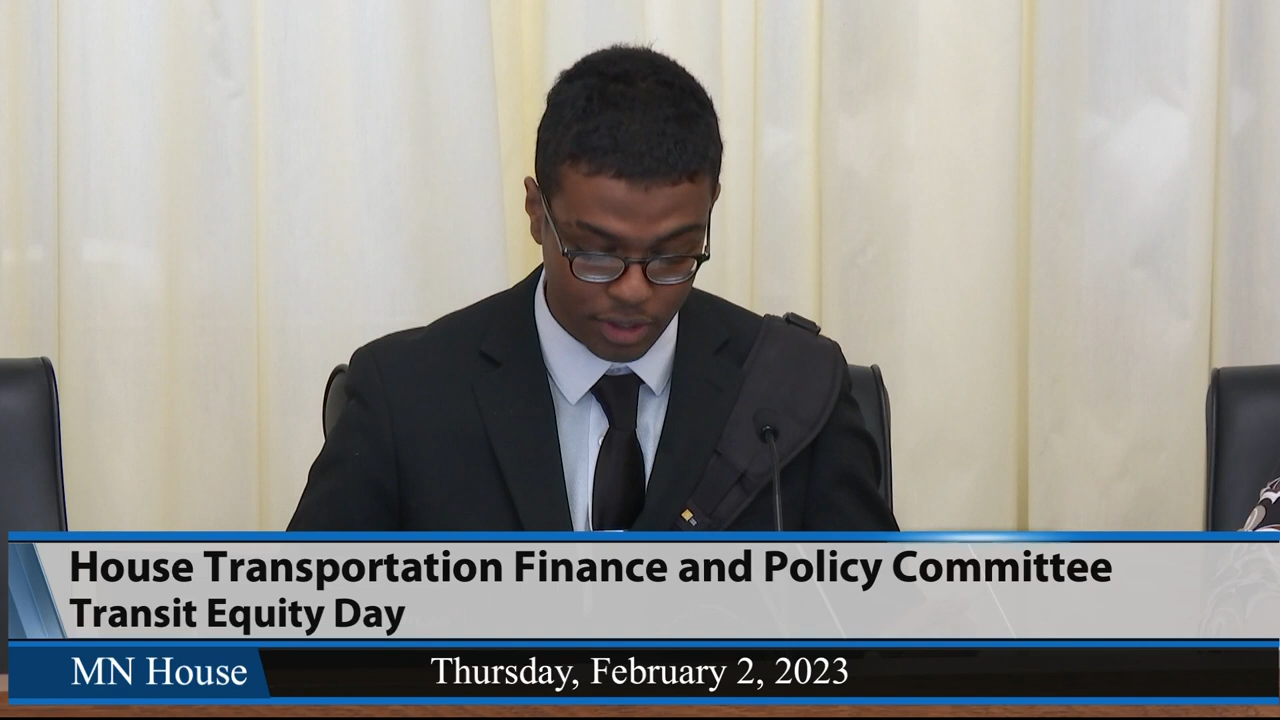 House Transportation Finance and Policy Committee
Transit Equity Day
MN House
Thursday, February 2, 2023